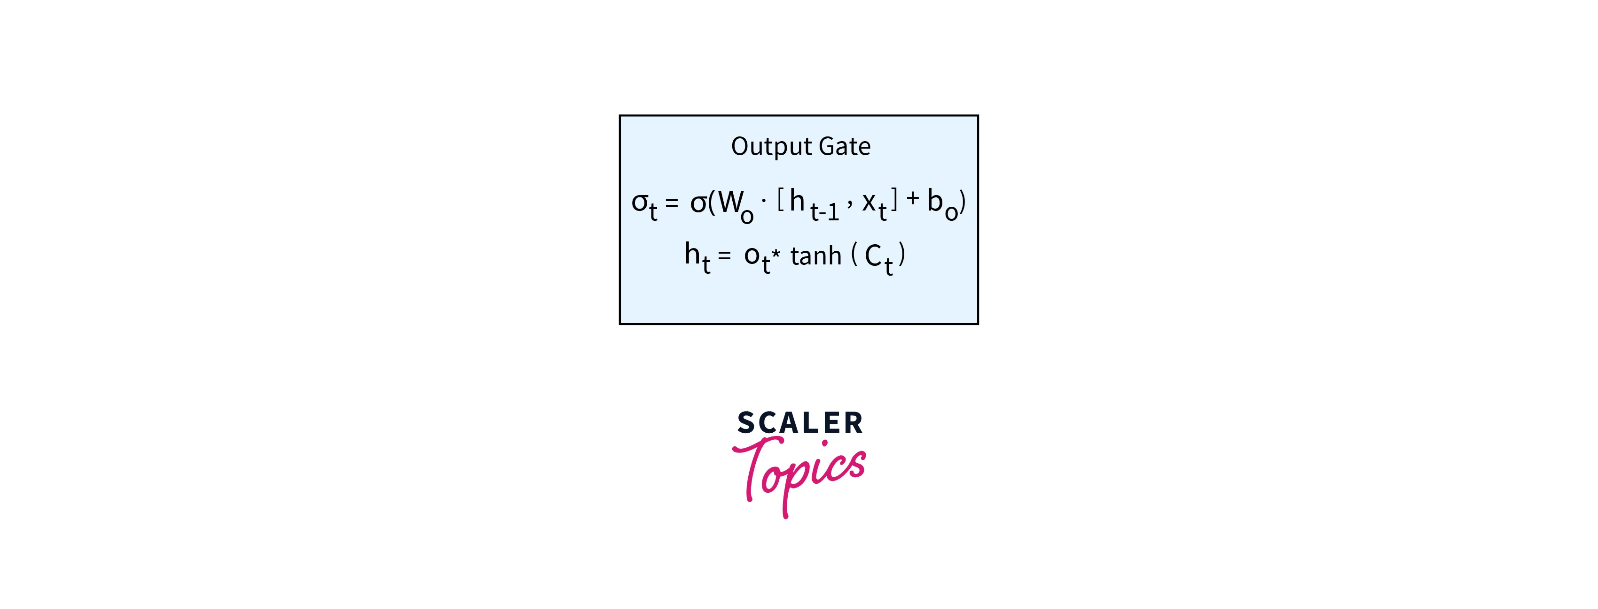 Output Gate
σt = σ(Wo · [ht-1, xt] + bo)
ht = ot* tanh (Ct)
SCALER
Topics